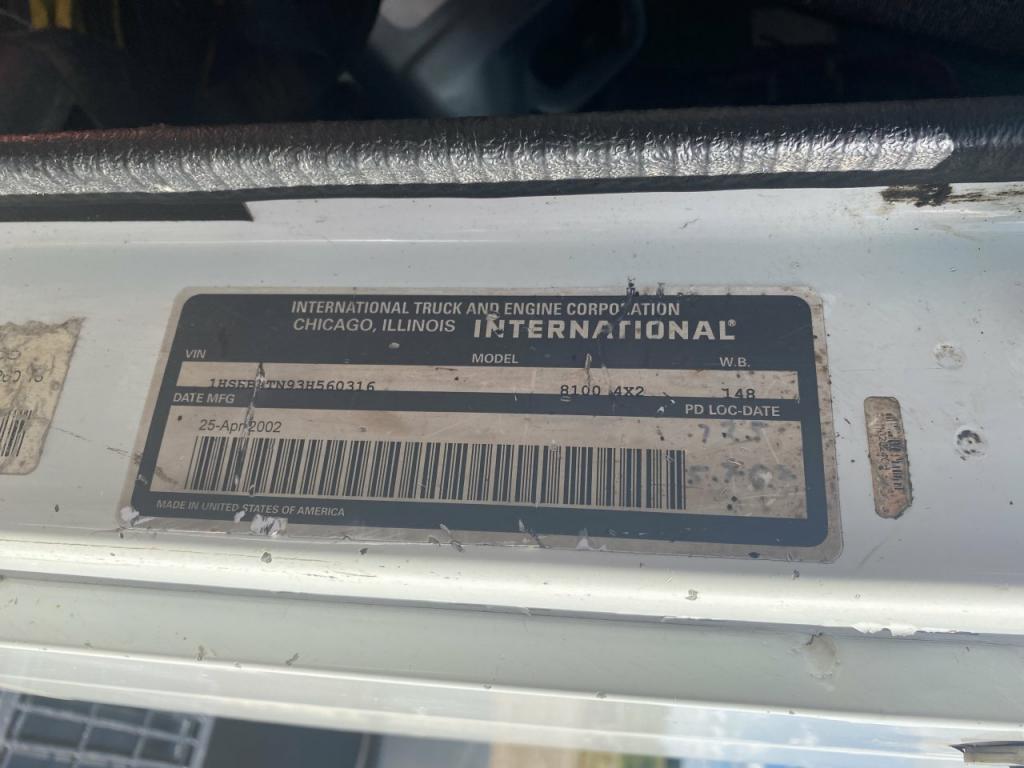 INTERNATIONAL TRUCK AND ENGINE CORPORATION
CHICAGO, ILLINOIS INTERNATIONAL®
VIN MODEL W.B.
8100 4X2 148
DATE MFG PD LOC-DATE
25-Apr 2002
MADE IN UNITED STATES OF AMERICA